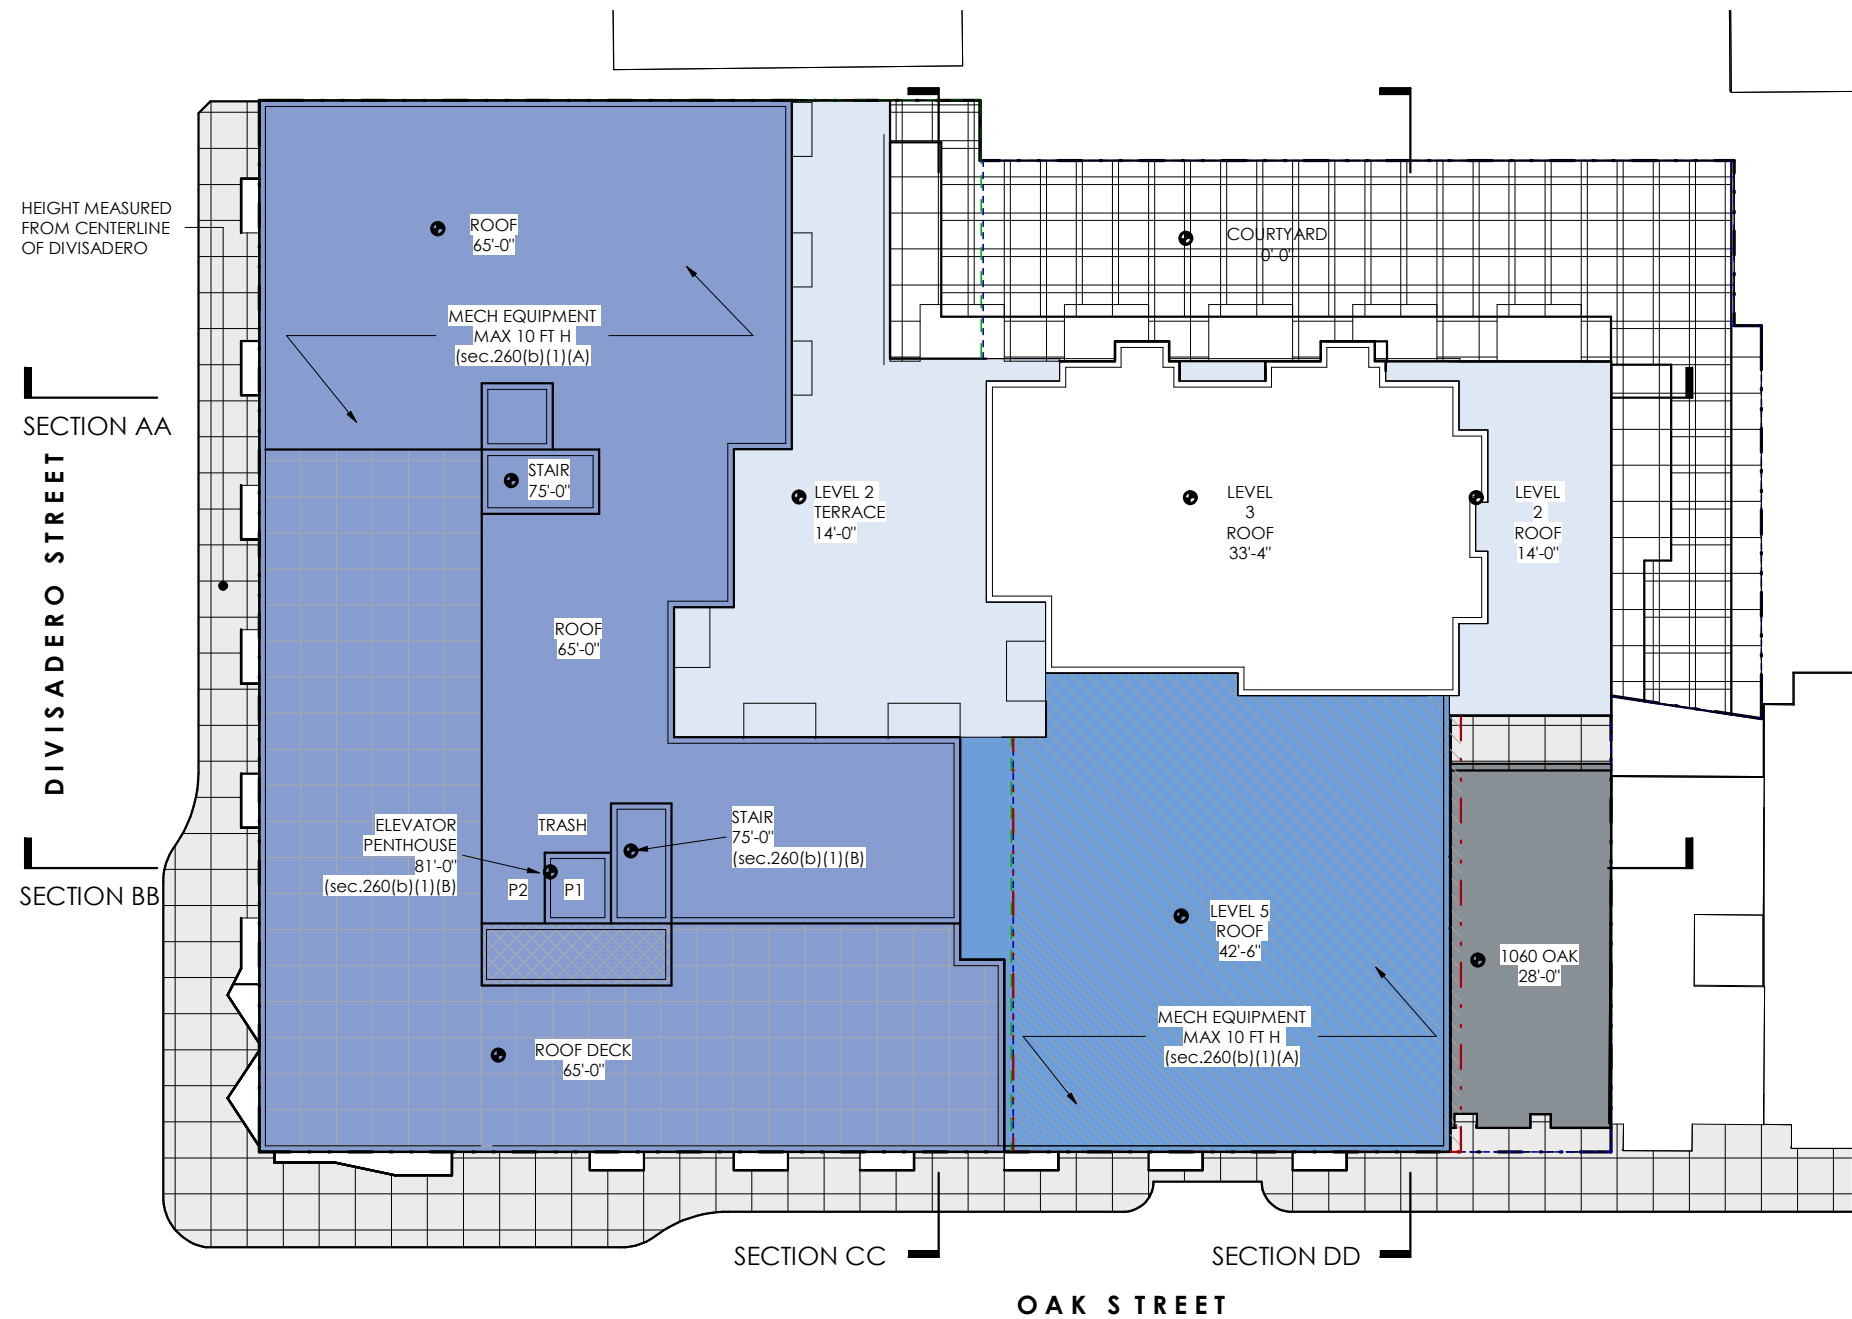 HEIGHT MEASURED
FROM CENTERLINE
OF DIVISADERO
ROOF
65'-0"
COURTYARD
0' 0"
MECH EQUIPMENT
MAX 10 FT H
(sec.260(b)(1)(A)
SECTION AA
DIVISADERO STREET
STAIR
75'-0"
LEVEL 2
TERRACE
14'-0"
LEVEL
3
ROOF
33'-4"
LEVEL
2
ROOF
14'-0"
ROOF
65'-0"
ELEVATOR
PENTHOUSE
81'-0"
(sec.260(b)(1)(B)
TRASH
P2
P1
STAIR
75'-0"
(sec.260(b)(1)(B)
SECTION BB
LEVEL 5
ROOF
42'-6"
1060 OAK
28'-0"
MECH EQUIPMENT
MAX 10 FT H
(sec.260(b)(1)(A)
ROOF DECK
65'-0"
SECTION CC
SECTION DD
OAK STREET